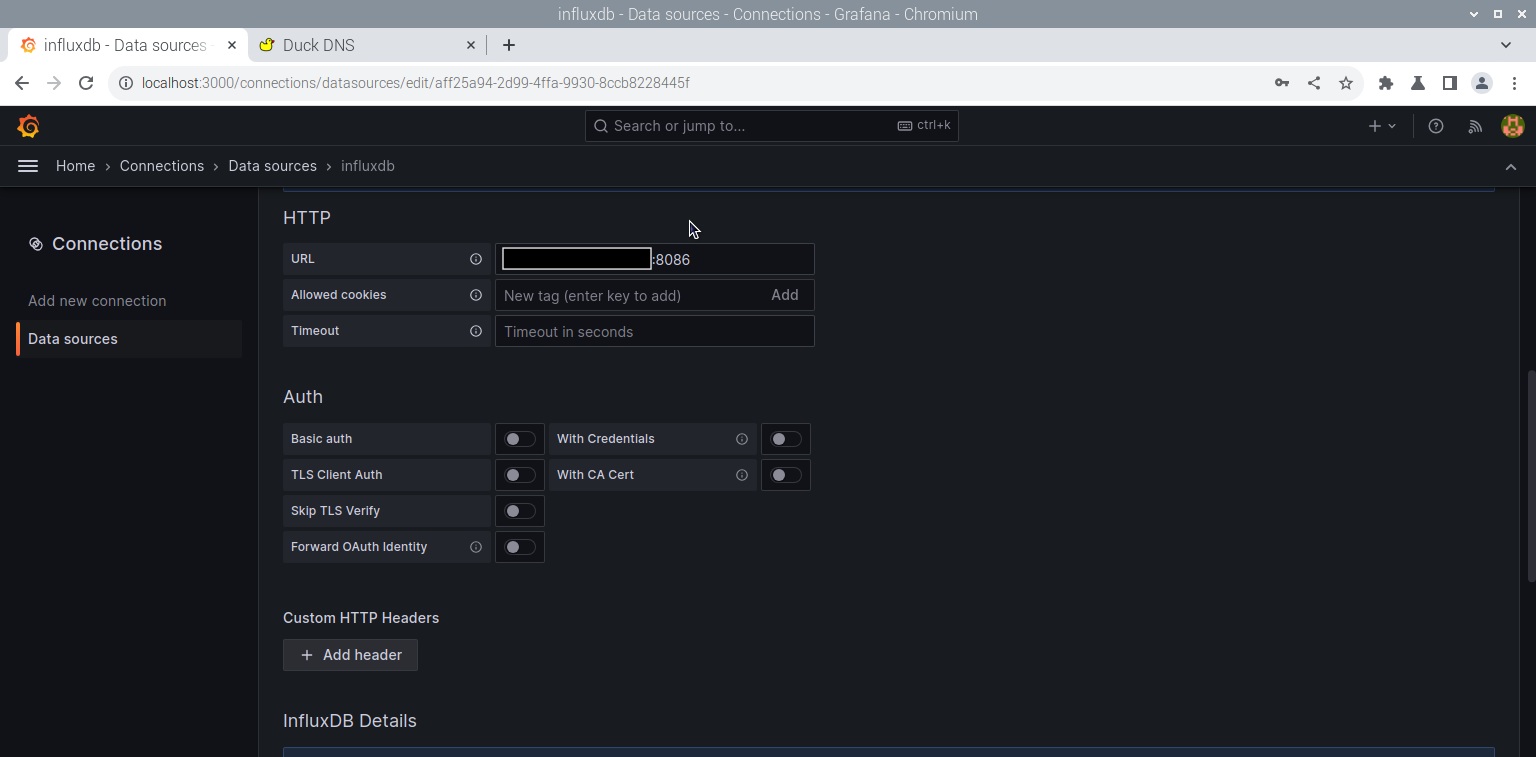 influxdb - Data sources - Connections - Grafana - Chromium
influxdb - Data sources -
Duck DNS
localhost:3000/connections/datasources/edit/aff25a94-2d99-4ffa-9930-8ccb8228445f
Search or jump to...
ctrl+k
Home › Connections › Data sources › influxdb
Connections
Add new connection
Data sources
HTTP
URL
:8086
Allowed cookies
New tag (enter key to add)
Add
Timeout
Timeout in seconds
Auth
Basic auth
With Credentials
TLS Client Auth
With CA Cert
Skip TLS Verify
Forward OAuth Identity
Custom HTTP Headers
+ Add header
InfluxDB Details